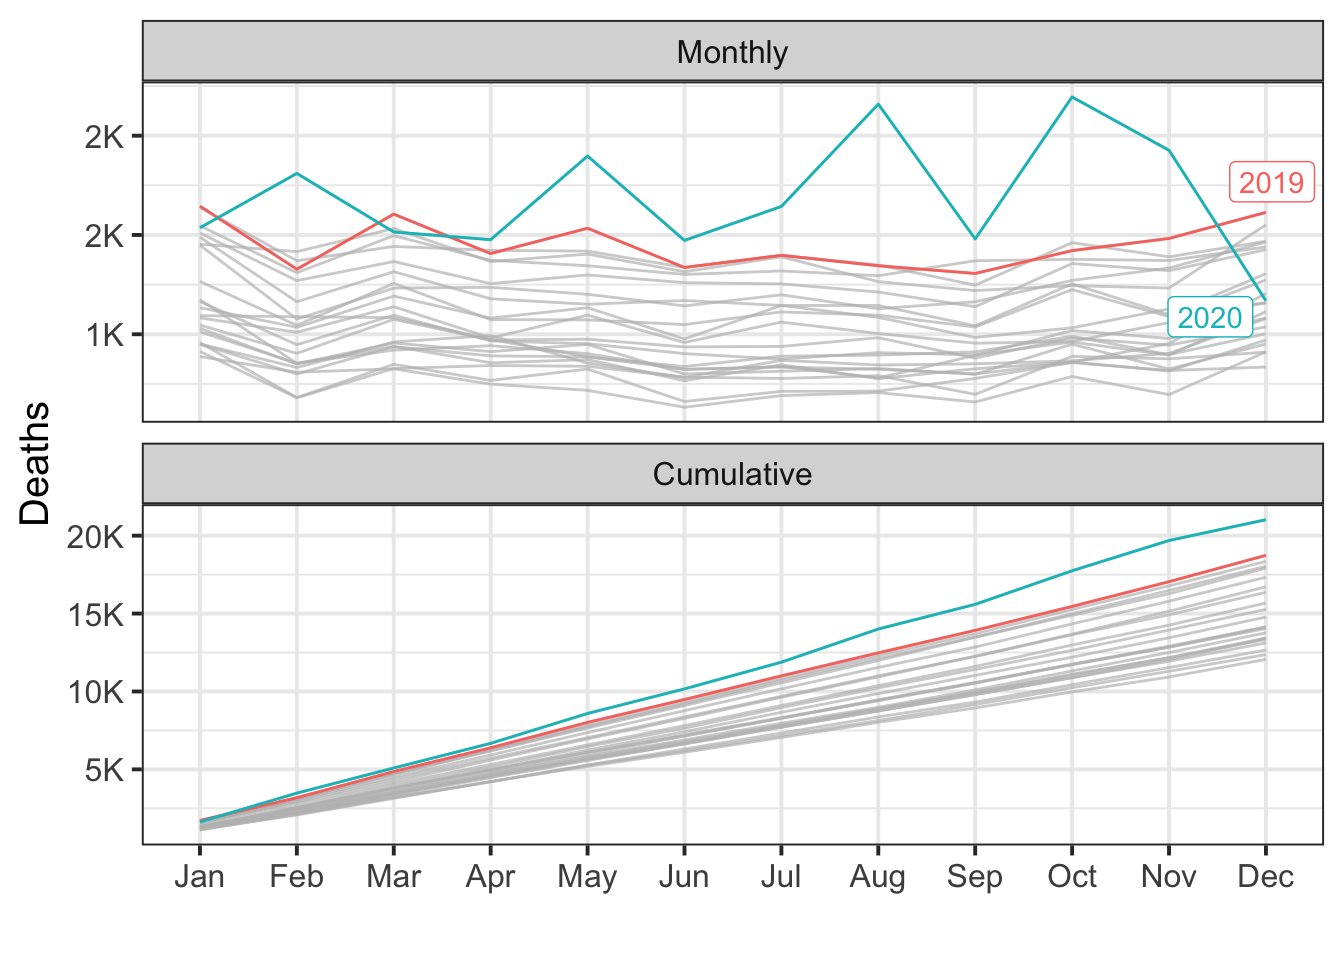 Monthly
2K
2K
1K
2019
2020
Deaths
Cumulative
20K
15K
10K
5K
Jan Feb Mar Apr May Jun Jul Aug Sep Oct Nov Dec